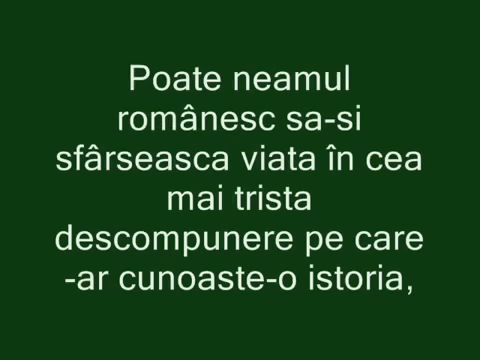 Poate neamul
românesc sa-si
sfârseasca viata în cea
mai trista
descompunere pe care
-ar cunoaste-o istoria,